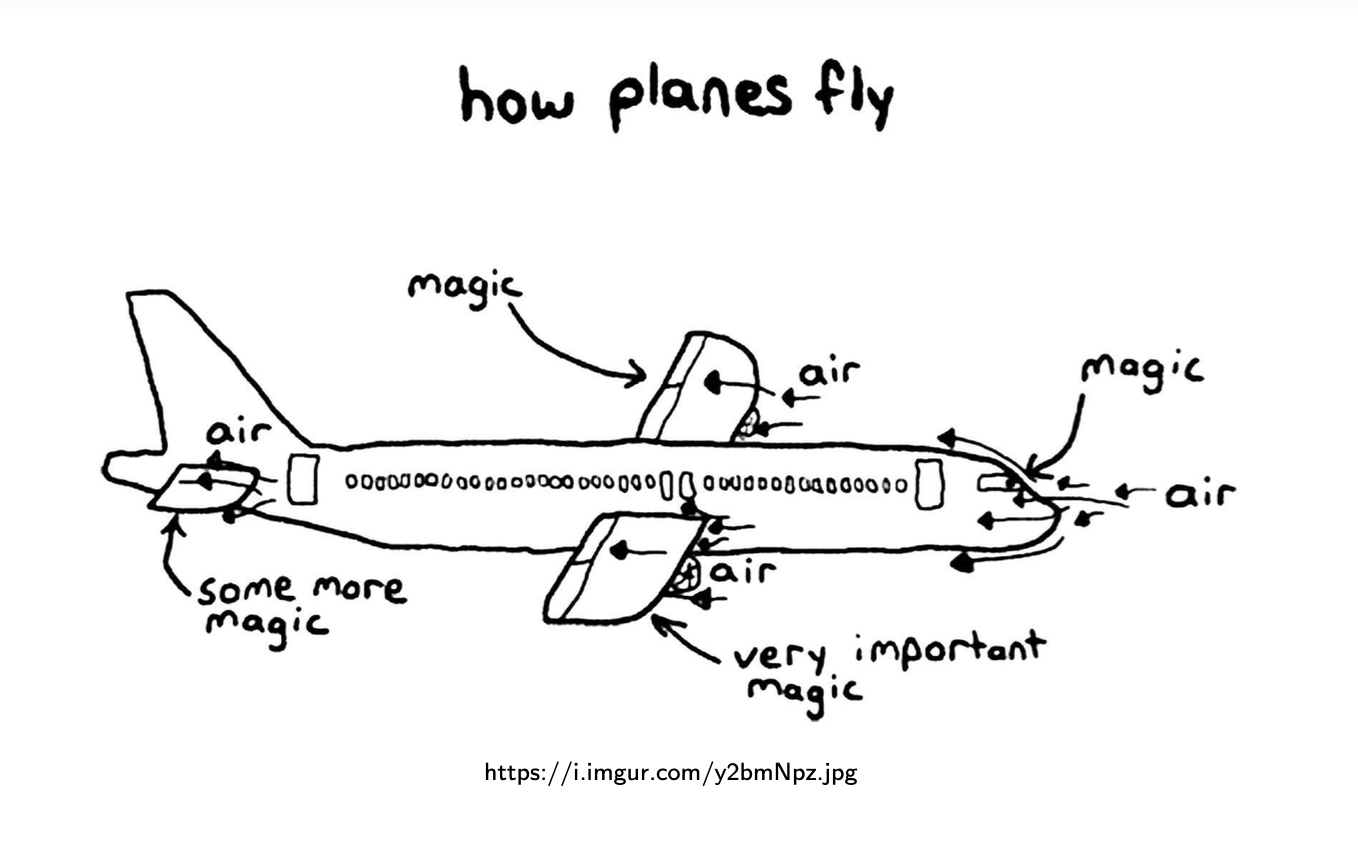 how planes fly
magic
air
magic
air
air
some more
magic
air
very important
magic
https://i.imgur.com/y2bmNpz.jpg